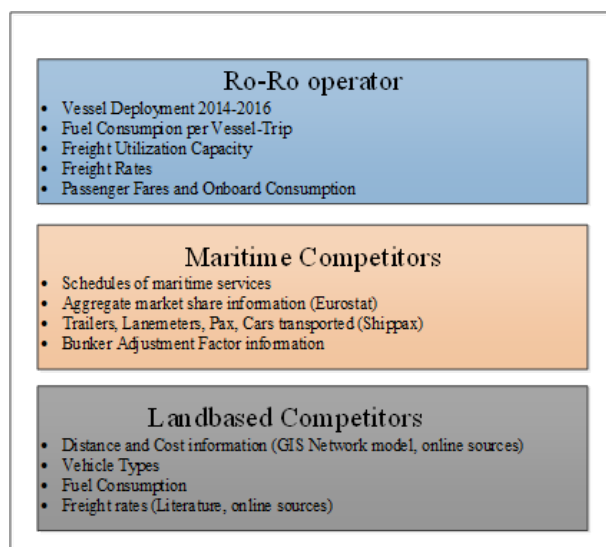 Ro-Ro operator
• Vessel Deployment 2014-2016
• Fuel Consumpion per Vessel-Trip
• Freight Utilization Capacity
• Freight Rates
• Passenger Fares and Onboard Consumption
Maritime Competitors
• Schedules of maritime services
• Aggregate market share information (Eurostat)
• Trailers, Lanemeters, Pax, Cars transported (Shippax)
• Bunker Adjustment Factor information
Landbased Competitors
• Distance and Cost information (GIS Network model, online sources)
• Vehicle Types
• Fuel Consumption
• Freight rates (Literature, online sources)